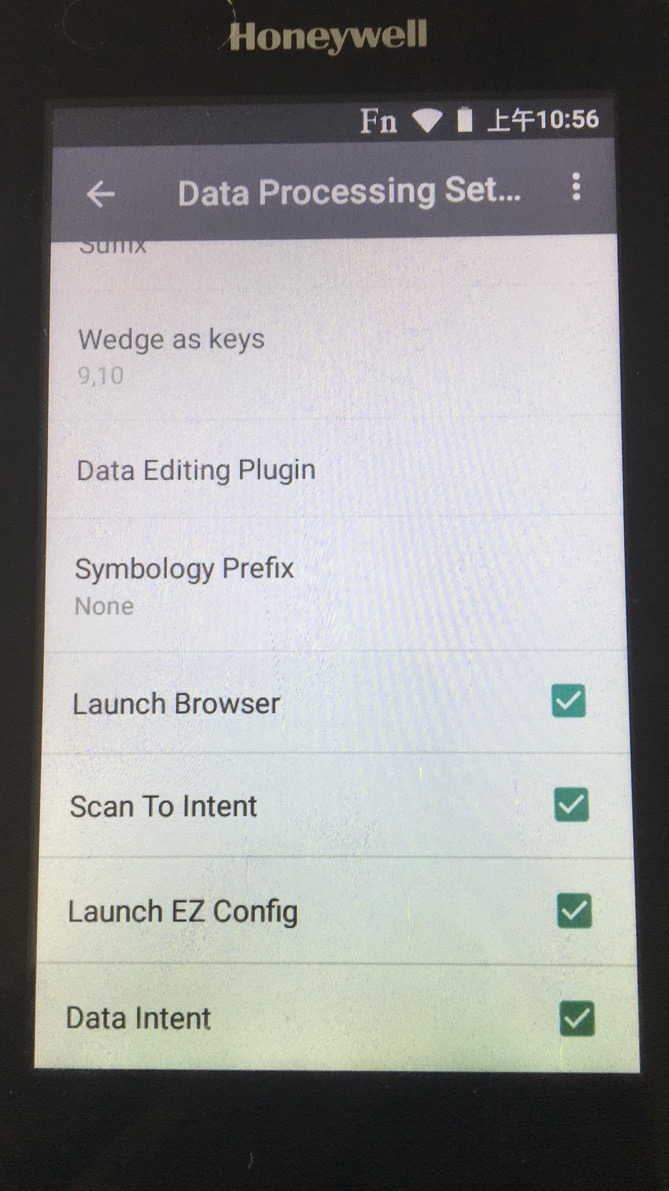 Honeywell
Fn 上午10:56
Data Processing Set...
Suffix
Wedge as keys
9,10
Data Editing Plugin
Symbology Prefix
None
Launch Browser
Scan To Intent
Launch EZ Config
Data Intent